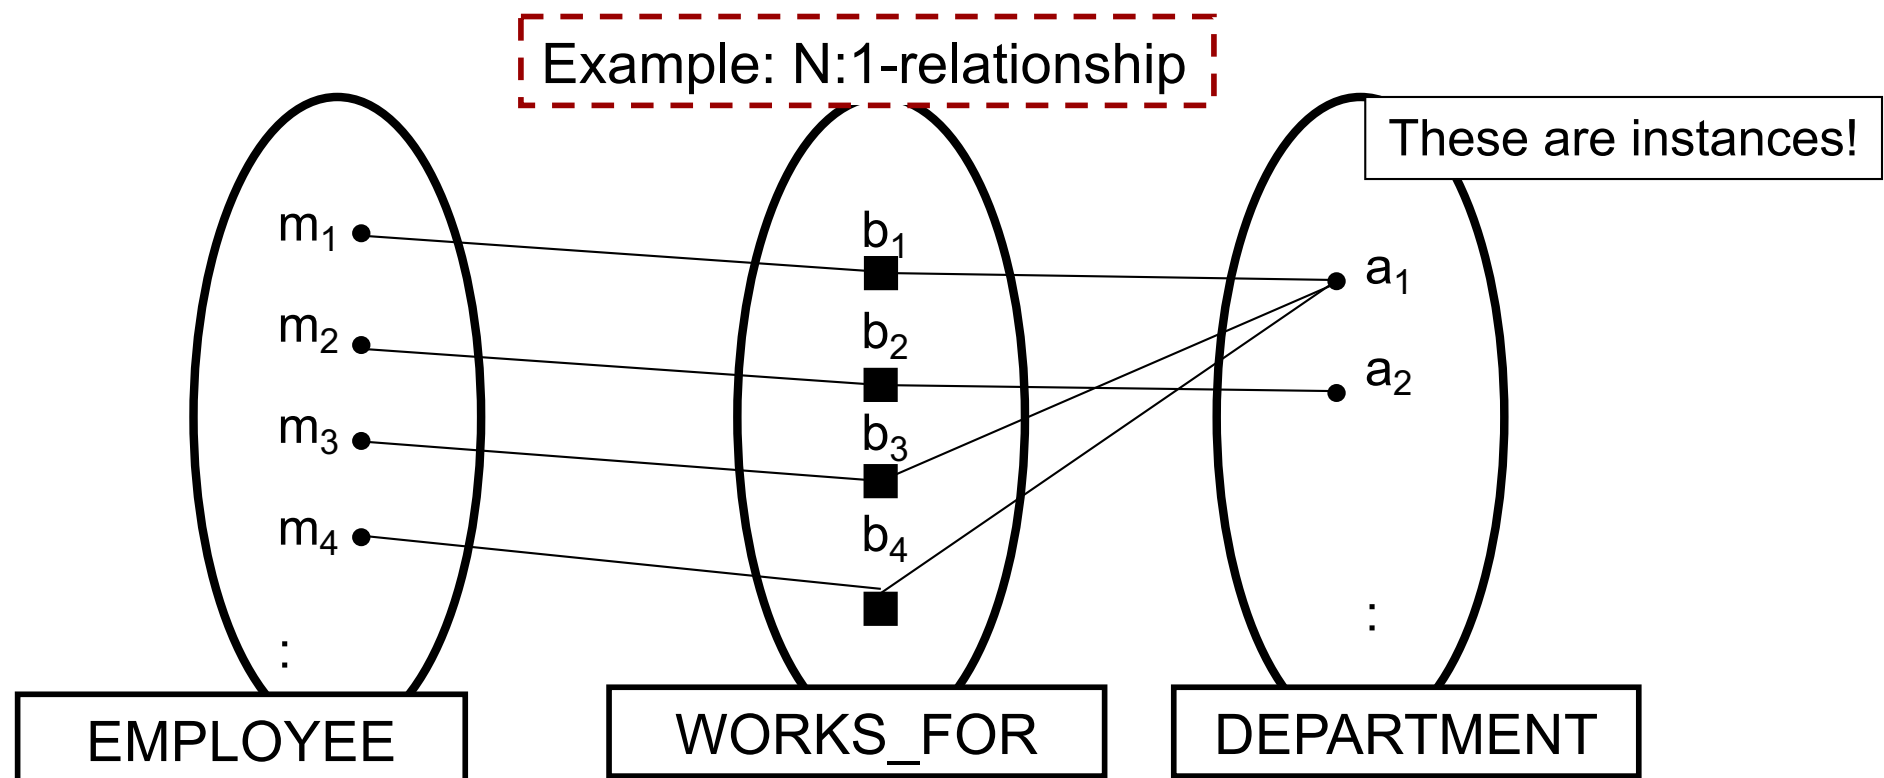 Example: N:1-relationship
These are instances!
m₁
b₁
a₁
m₂
b₂
a₂
m₃
b₃
m₄
b₄
:
:
EMPLOYEE
WORKS_FOR
DEPARTMENT